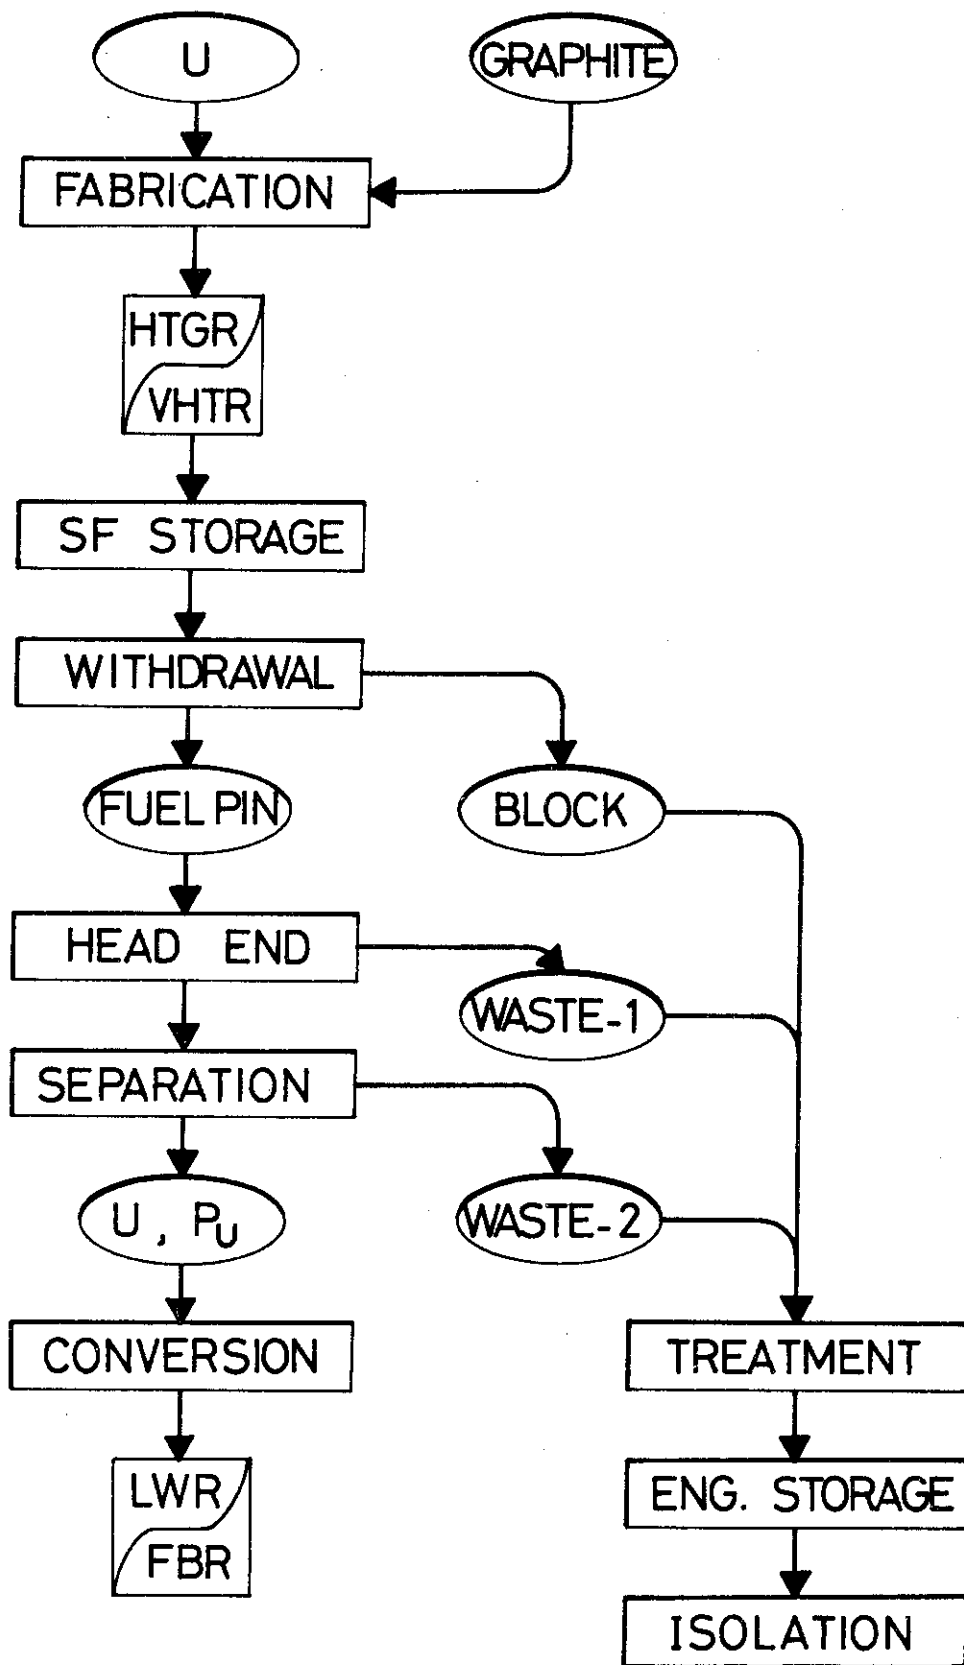 U
GRAPHITE
FABRICATION
HTGR
VHTR
SF STORAGE
WITHDRAWAL
FUEL PIN
BLOCK
HEAD END
WASTE-1
SEPARATION
U, PU
WASTE-2
CONVERSION
TREATMENT
LWR
FBR
ENG. STORAGE
ISOLATION